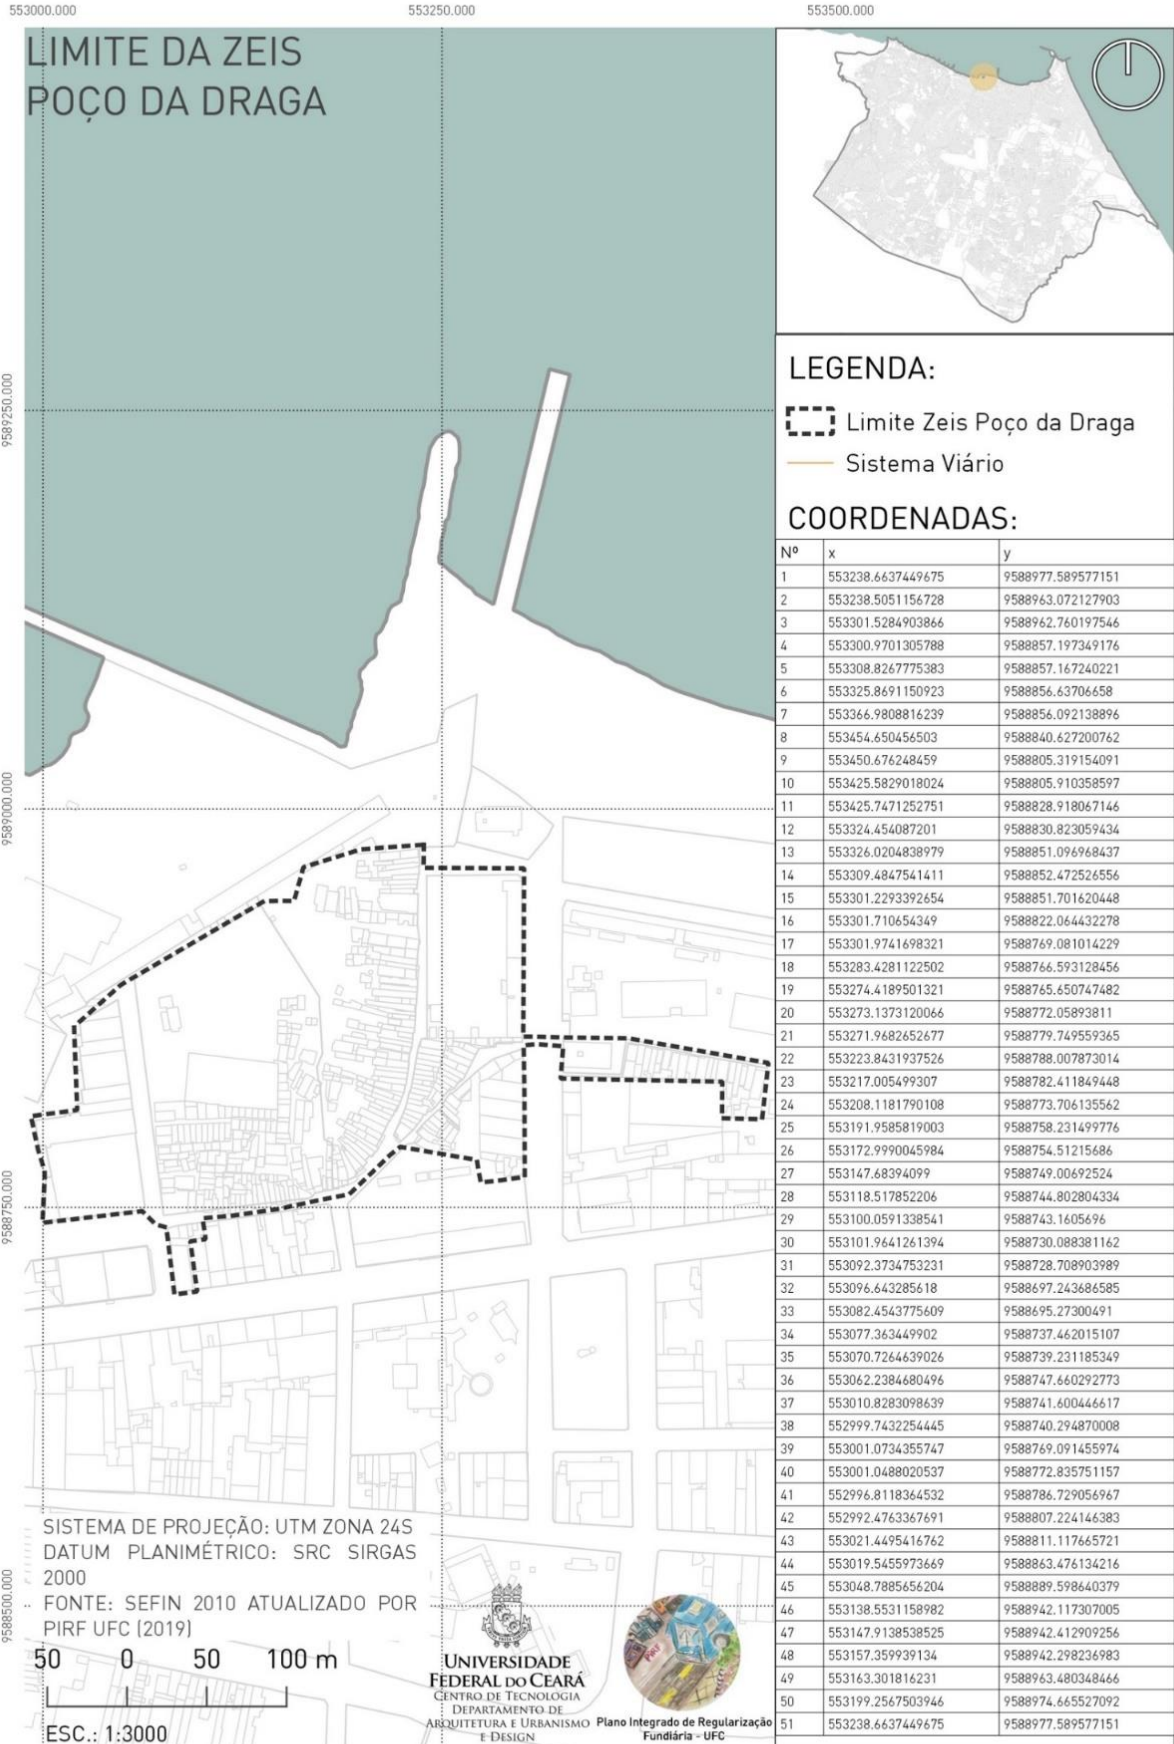 553000.000 553250.000 553500.000
LIMITE DA ZEIS
POÇO DA DRAGA
9589250.000
9589000.000
9588750.000
9588500.000
LEGENDA:
Limite Zeis Poço da Draga
Sistema Viário
COORDENADAS:
Nº x y
1 553238.6637449675 9588977.589577151
2 553238.5051156728 9588963.072127903
3 553301.5284903866 9588962.760197546
4 553300.9701305788 9588857.197349176
5 553308.8267775383 9588857.167240221
6 553325.8691150923 9588856.63706658
7 553366.9808816239 9588856.092138896
8 553454.650456503 9588840.627200762
9 553450.676248459 9588805.319154091
10 553425.5829018024 9588805.910358597
11 553425.7471252751 9588828.918067146
12 553324.454087201 9588830.823059434
13 553326.0204838979 9588851.096968437
14 553309.4847541411 9588852.472526556
15 553301.2293392654 9588851.701620448
16 553301.710654349 9588822.064432278
17 553301.9741698321 9588769.081014229
18 553283.4281122502 9588766.593128456
19 553274.4189501321 9588765.650747482
20 553273.1373120066 9588772.05893811
21 553271.9682652677 9588779.749559365
22 553223.8431937526 9588788.007873014
23 553217.005499307 9588782.411849448
24 553208.1181790108 9588773.706135562
25 553191.9585819003 9588758.231499776
26 553172.9990045984 9588754.51215686
27 553147.68394099 9588749.00692524
28 553118.517852206 9588744.802804334
29 553100.0591338541 9588743.1605696
30 553101.9641261394 9588730.088381162
31 553092.3734753231 9588728.708903989
32 553096.643285618 9588697.243686585
33 553082.4543775609 9588695.27300491
34 553077.363449902 9588737.462015107
35 553070.7264639026 9588739.231185349
36 553062.2384680496 9588747.660292773
37 553010.8283098639 9588741.600446617
38 552999.7432254445 9588740.294870008
39 553001.0734355747 9588769.091455974
40 553001.0488020537 9588772.835751157
41 552996.8118364532 9588786.729056967
42 552992.4763367691 9588807.224146383
43 553021.4495416762 9588811.117665721
44 553019.5455973669 9588863.476134216
45 553048.7885656204 9588889.598640379
46 553138.5531158982 9588942.117307005
47 553147.9138538525 9588942.412909256
48 553157.359939134 9588942.298236983
49 553163.301816231 9588963.480348466
50 553199.2567503946 9588974.665527092
51 553238.6637449675 9588977.589577151
SISTEMA DE PROJEÇÃO: UTM ZONA 24S
DATUM PLANIMÉTRICO: SRC SIRGAS
2000
FONTE: SEFIN 2010 ATUALIZADO POR
PIRF UFC (2019)
50 0 50 100 m
ESC.: 1:3000
UNIVERSIDADE
FEDERAL DO CEARÁ
CENTRO DE TECNOLOGIA
DEPARTAMENTO DE
ARQUITETURA E URBANISMO
E DESIGN
Plano Integrado de Regularização
Fundiária - UFC